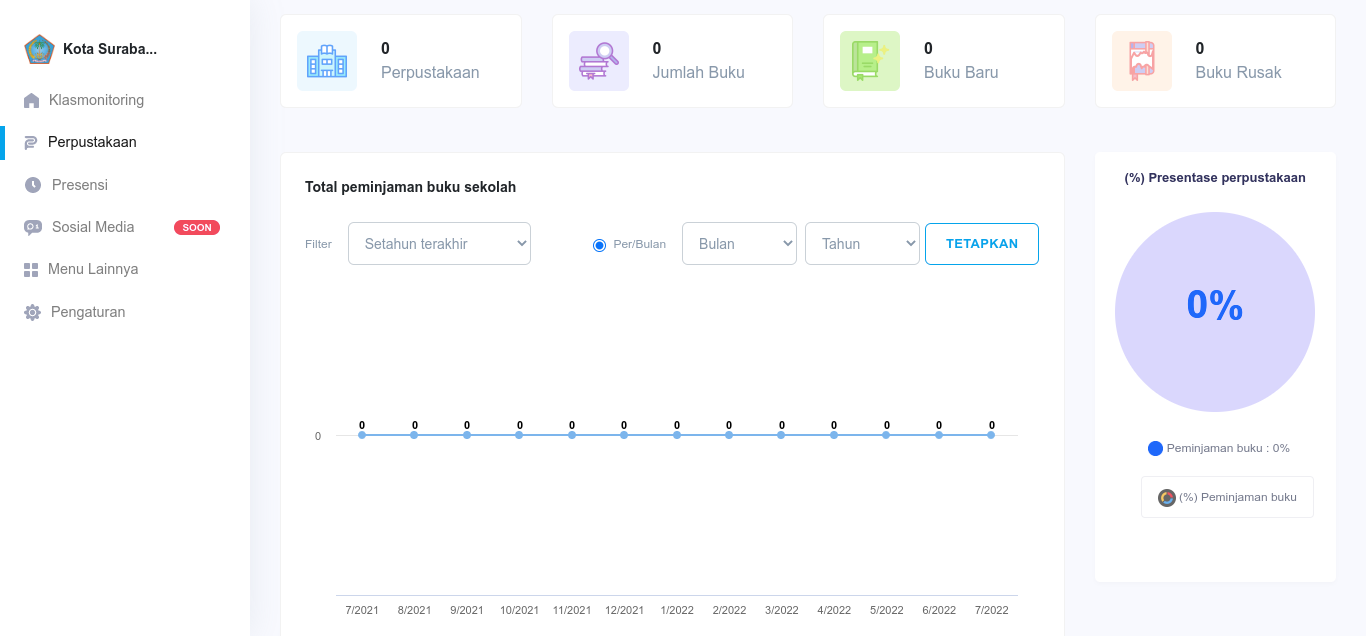 Kota Suraba...
Klasmonitoring
Perpustakaan
Presensi
Sosial Media SOON
Menu Lainnya
Pengaturan
0
Perpustakaan
0
Jumlah Buku
0
Buku Baru
0
Buku Rusak
Total peminjaman buku sekolah
Filter Setahun terakhir Per/Bulan Bulan Tahun TETAPKAN
0 0 0 0 0 0 0 0 0 0 0 0 0
0
7/2021 8/2021 9/2021 10/2021 11/2021 12/2021 1/2022 2/2022 3/2022 4/2022 5/2022 6/2022 7/2022
(%) Presentase perpustakaan
0%
Peminjaman buku : 0%
(%) Peminjaman buku